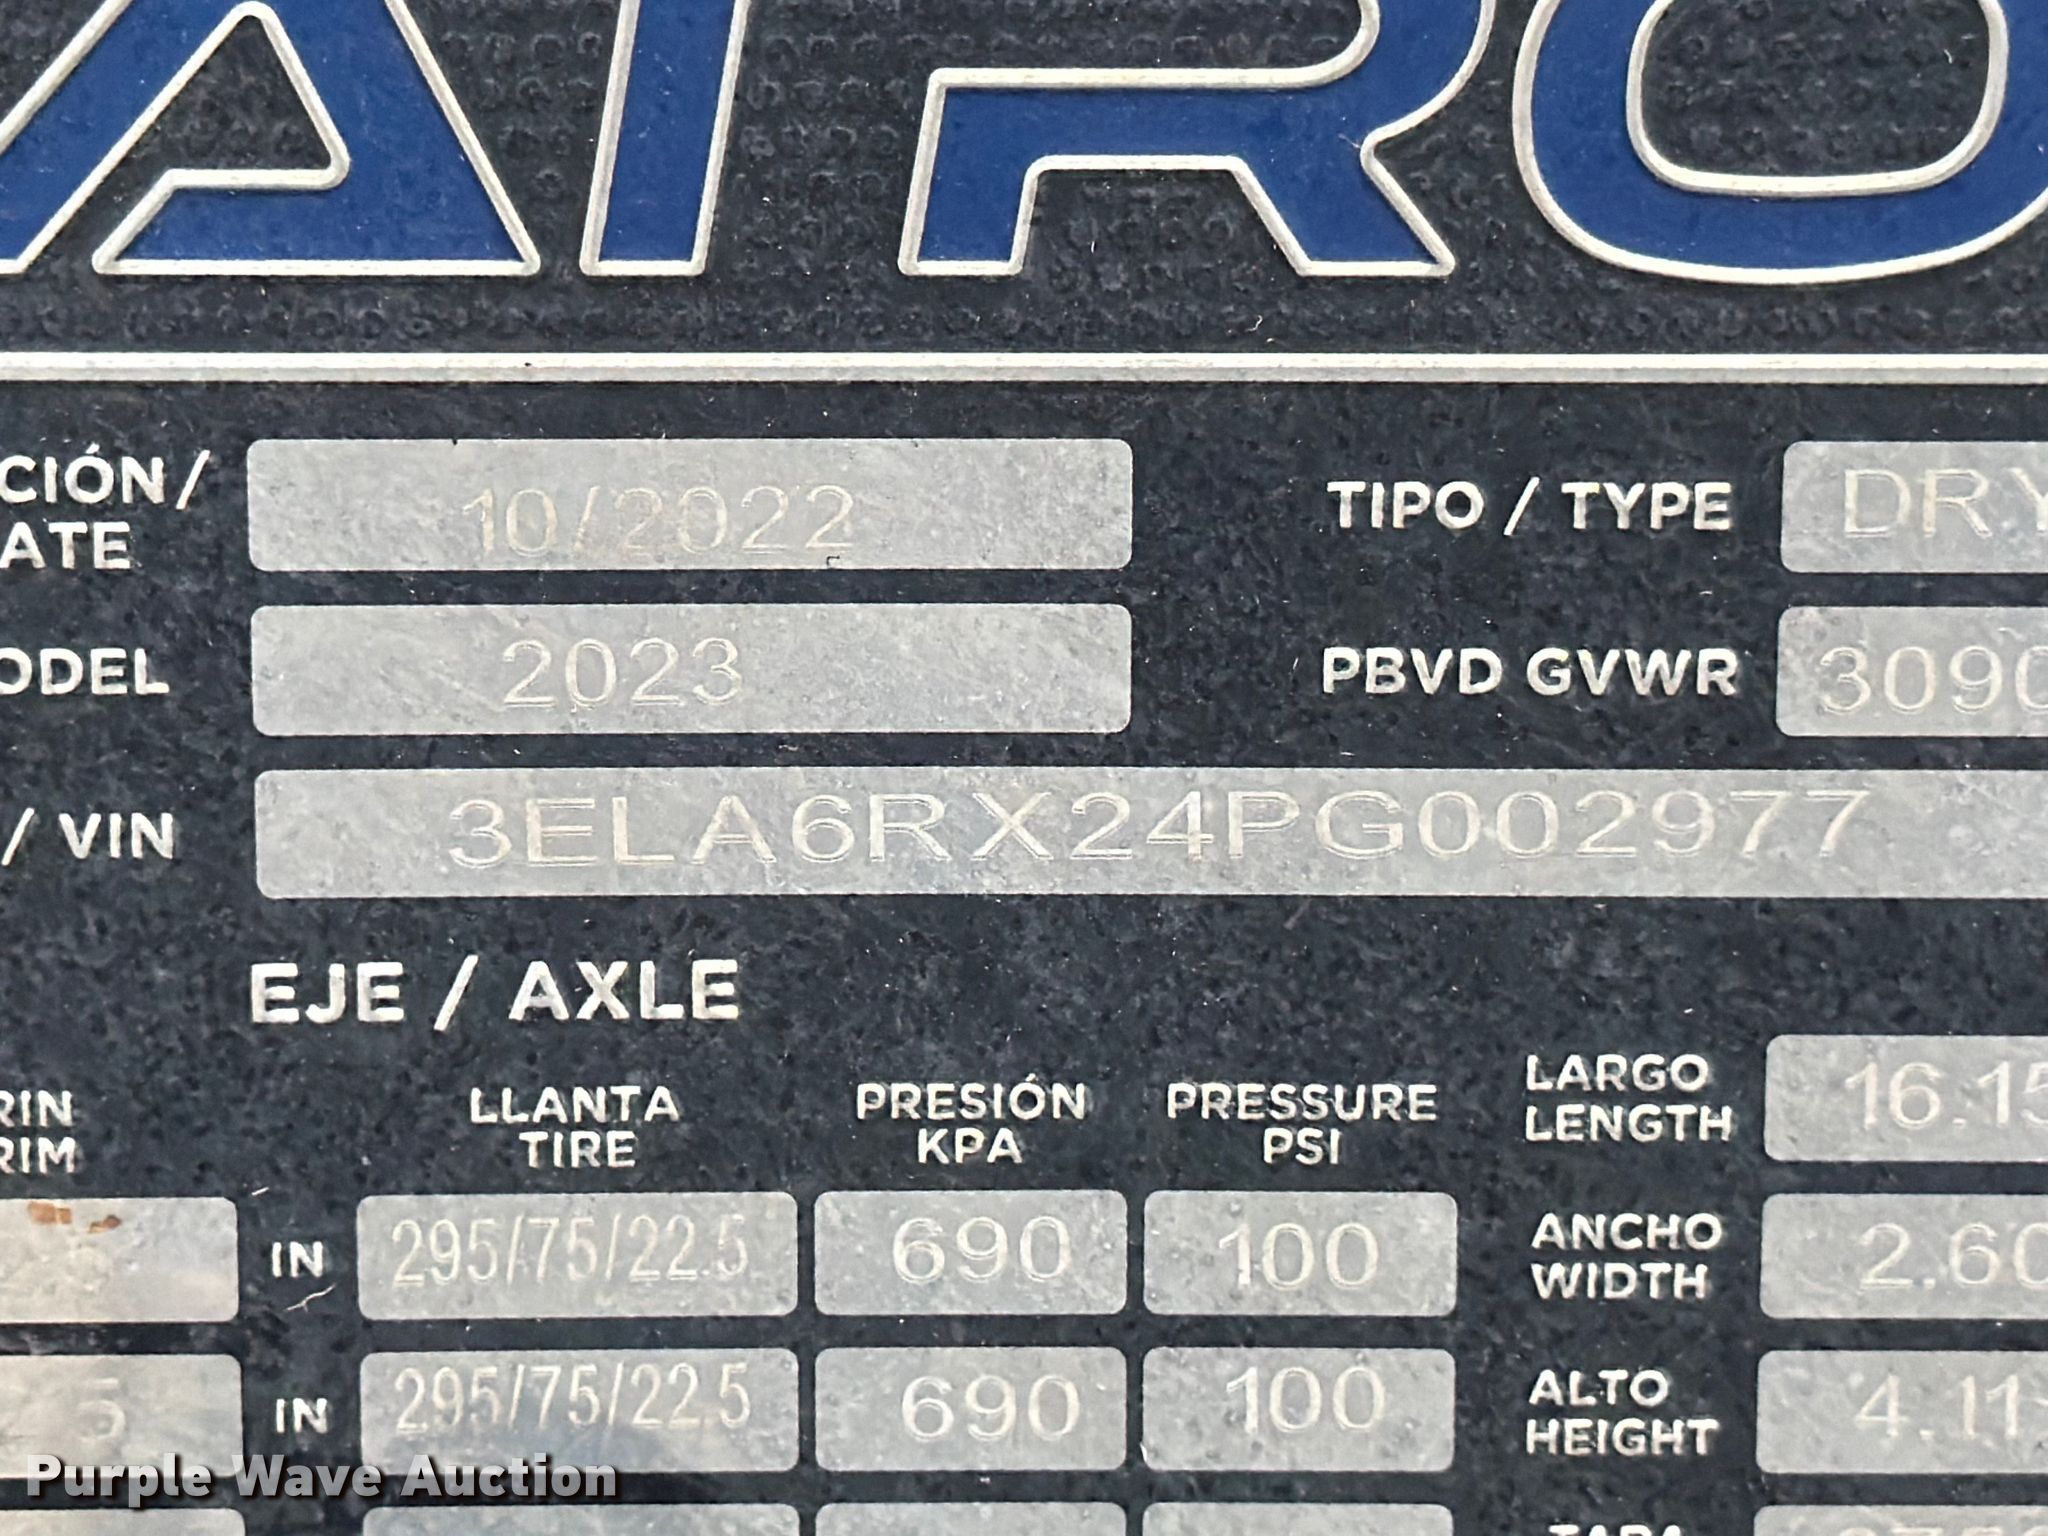 ATRO
CIÓN/ 10/2022 TIPO / TYPE DRY
ATE
ODEL 2023 PBVD GVWR 3090
/ VIN 3ELA6RX24PG002977
EJE / AXLE
RIN LLANTA PRESIÓN PRESSURE LARGO 16.15
RIM TIRE KPA PSI LENGTH
IN 295/75/22.5 690 100 ANCHO 2.60
WIDTH
5 IN 295/75/22.5 690 100 ALTO 4.11
HEIGHT
Purple Wave Auction